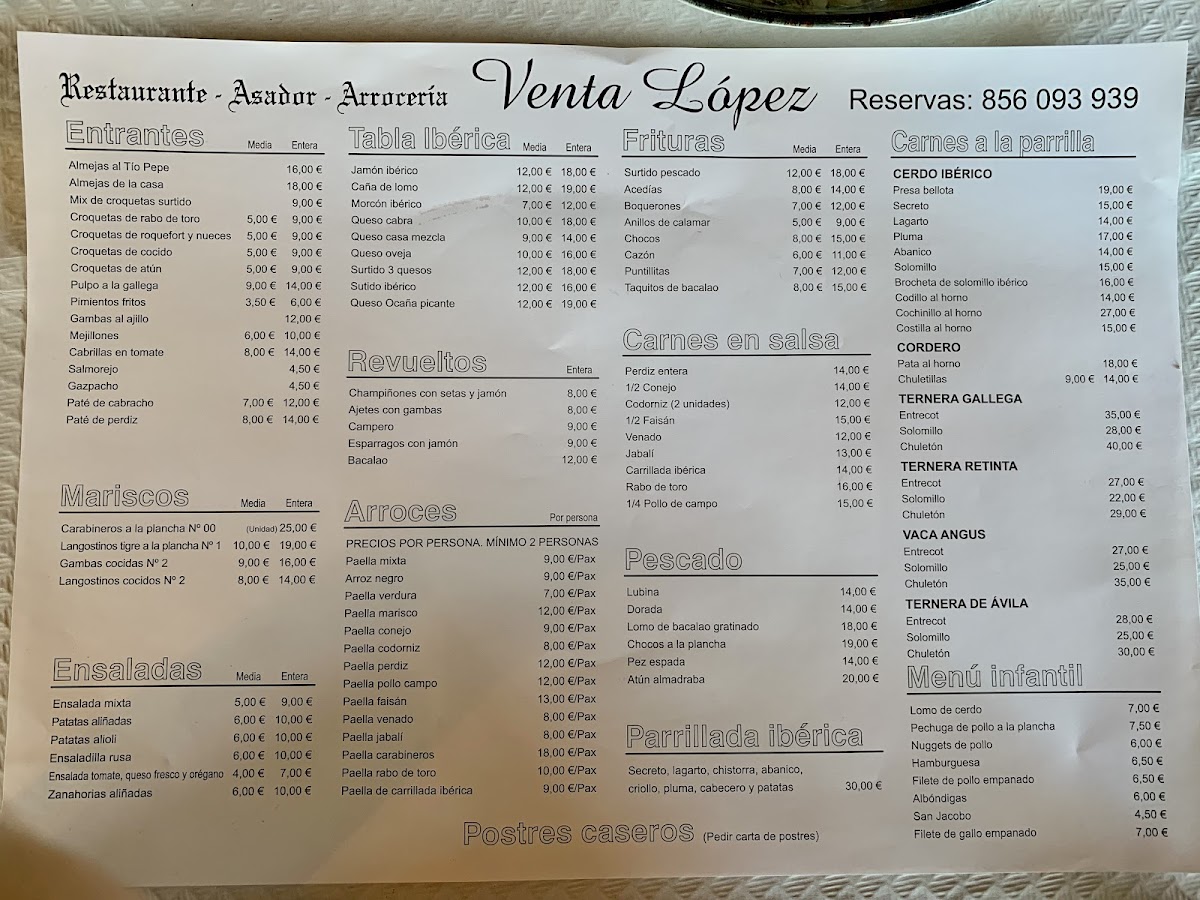 Restaurante - Asador - Arrocería Venta López Reservas: 856 093 939
Entrantes Media Entera
Almejas al Tío Pepe 16,00 €
Almejas de la casa 18,00 €
Mix de croquetas surtido 9,00 €
Croquetas de rabo de toro 5,00 € 9,00 €
Croquetas de roquefort y nueces 5,00 € 9,00 €
Croquetas de cocido 5,00 € 9,00 €
Croquetas de atún 5,00 € 9,00 €
Pulpo a la gallega 9,00 € 14,00 €
Pimientos fritos 3,50 € 6,00 €
Gambas al ajillo 12,00 €
Mejillones 6,00 € 10,00 €
Cabrillas en tomate 8,00 € 14,00 €
Salmorejo 4,50 €
Gazpacho 4,50 €
Paté de cabracho 7,00 € 12,00 €
Paté de perdiz 8,00 € 14,00 €
Mariscos Media Entera
Carabineros a la plancha Nº 00 (Unidad) 25,00 €
Langostinos tigre a la plancha Nº 1 10,00 € 19,00 €
Gambas cocidas Nº 2 9,00 € 16,00 €
Langostinos cocidos Nº 2 8,00 € 14,00 €
Ensaladas Media Entera
Ensalada mixta 5,00 € 9,00 €
Patatas aliñadas 6,00 € 10,00 €
Patatas alioli 6,00 € 10,00 €
Ensaladilla rusa 6,00 € 10,00 €
Ensalada tomate, queso fresco y orégano 4,00 € 7,00 €
Zanahorias aliñadas 6,00 € 10,00 €
Tabla Ibérica Media Entera
Jamón ibérico 12,00 € 18,00 €
Caña de lomo 12,00 € 19,00 €
Morcón ibérico 7,00 € 12,00 €
Queso cabra 10,00 € 18,00 €
Queso casa mezcla 9,00 € 14,00 €
Queso oveja 10,00 € 16,00 €
Surtido 3 quesos 12,00 € 18,00 €
Sutido ibérico 12,00 € 16,00 €
Queso Ocaña picante 12,00 € 19,00 €
Revueltos Entera
Champiñones con setas y jamón 8,00 €
Ajetes con gambas 8,00 €
Campero 9,00 €
Esparragos con jamón 9,00 €
Bacalao 12,00 €
Arroces Por persona
PRECIOS POR PERSONA. MÍNIMO 2 PERSONAS
Paella mixta 9,00 €/Pax
Arroz negro 9,00 €/Pax
Paella verdura 7,00 €/Pax
Paella marisco 12,00 €/Pax
Paella conejo 9,00 €/Pax
Paella codorniz 8,00 €/Pax
Paella perdiz 12,00 €/Pax
Paella pollo campo 12,00 €/Pax
Paella faisán 13,00 €/Pax
Paella venado 8,00 €/Pax
Paella jabalí 8,00 €/Pax
Paella carabineros 18,00 €/Pax
Paella rabo de toro 10,00 €/Pax
Paella de carrillada ibérica 9,00 €/Pax
Frituras Media Entera
Surtido pescado 12,00 € 18,00 €
Acedías 8,00 € 14,00 €
Boquerones 7,00 € 12,00 €
Anillos de calamar 5,00 € 9,00 €
Chocos 8,00 € 15,00 €
Cazón 6,00 € 11,00 €
Puntillitas 7,00 € 12,00 €
Taquitos de bacalao 8,00 € 15,00 €
Carnes en salsa
Perdiz entera 14,00 €
1/2 Conejo 14,00 €
Codorniz (2 unidades) 12,00 €
1/2 Faisán 15,00 €
Venado 12,00 €
Jabalí 13,00 €
Carrillada ibérica 14,00 €
Rabo de toro 16,00 €
1/4 Pollo de campo 15,00 €
Pescado
Lubina 14,00 €
Dorada 14,00 €
Lomo de bacalao gratinado 18,00 €
Chocos a la plancha 19,00 €
Pez espada 14,00 €
Atún almadraba 20,00 €
Parrillada ibérica
Secreto, lagarto, chistorra, abanico,
criollo, pluma, cabecero y patatas 30,00 €
Carnes a la parrilla
CERDO IBÉRICO
Presa bellota 19,00 €
Secreto 15,00 €
Lagarto 14,00 €
Pluma 17,00 €
Abanico 14,00 €
Solomillo 15,00 €
Brocheta de solomillo ibérico 16,00 €
Codillo al horno 14,00 €
Cochinillo al horno 27,00 €
Costilla al horno 15,00 €
CORDERO
Pata al horno 18,00 €
Chuletillas 9,00 € 14,00 €
TERNERA GALLEGA
Entrecot 35,00 €
Solomillo 28,00 €
Chuletón 40,00 €
TERNERA RETINTA
Entrecot 27,00 €
Solomillo 22,00 €
Chuletón 29,00 €
VACA ANGUS
Entrecot 27,00 €
Solomillo 25,00 €
Chuletón 35,00 €
TERNERA DE ÁVILA
Entrecot 28,00 €
Solomillo 25,00 €
Chuletón 30,00 €
Menú infantil
Lomo de cerdo 7,00 €
Pechuga de pollo a la plancha 7,50 €
Nuggets de pollo 6,00 €
Hamburguesa 6,50 €
Filete de pollo empanado 6,50 €
Albóndigas 6,00 €
San Jacobo 4,50 €
Filete de gallo empanado 7,00 €
Postres caseros (Pedir carta de postres)